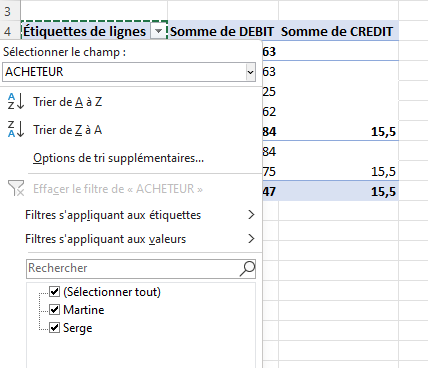 3
4 Étiquettes de lignes Somme de DEBIT Somme de CREDIT
Sélectionner le champ : 63
ACHETEUR 63
Trier de A à Z 25
Trier de Z à A 62
84 15,5
Options de tri supplémentaires... 84
Effacer le filtre de « ACHETEUR » 75 15,5
47 15,5
Filtres s'appliquant aux étiquettes
Filtres s'appliquant aux valeurs
Rechercher
(Sélectionner tout)
Martine
Serge